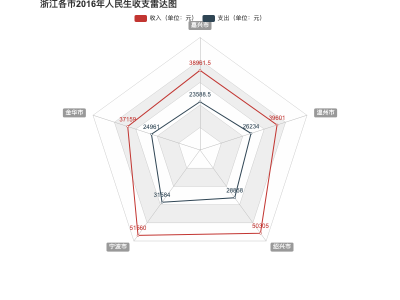 浙江各市2016年人民生收支雷达图
收入（单位：元）
支出（单位：元）
嘉兴市
38961.5
23586.5
金华市
37159
24961
温州市
39601
26234
31584
28858
51560
50305
宁波市
绍兴市